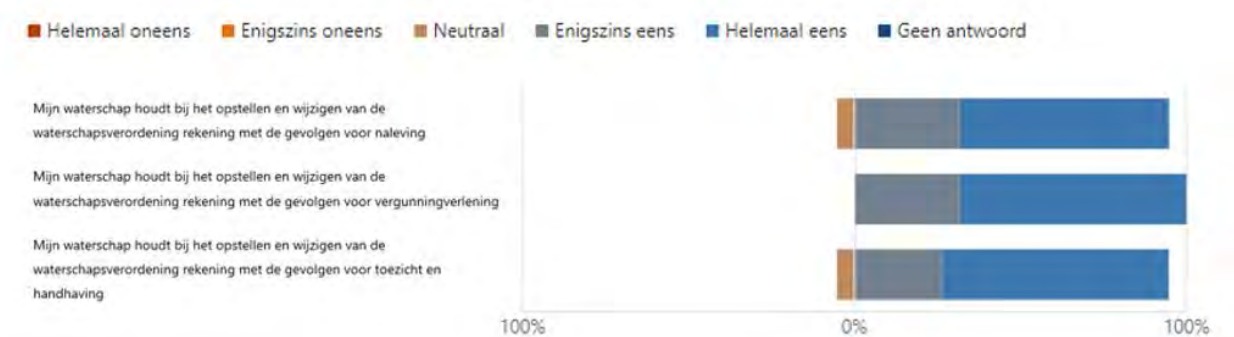 Helemaal oneens Enigszins oneens Neutraal Enigszins eens Helemaal eens Geen antwoord
Mijn waterschap houdt bij het opstellen en wijzigen van de
waterschapsverordening rekening met de gevolgen voor naleving
Mijn waterschap houdt bij het opstellen en wijzigen van de
waterschapsverordening rekening met de gevolgen voor vergunningverlening
Mijn waterschap houdt bij het opstellen en wijzigen van de
waterschapsverordening rekening met de gevolgen voor toezicht en
handhaving
100% 0% 100%